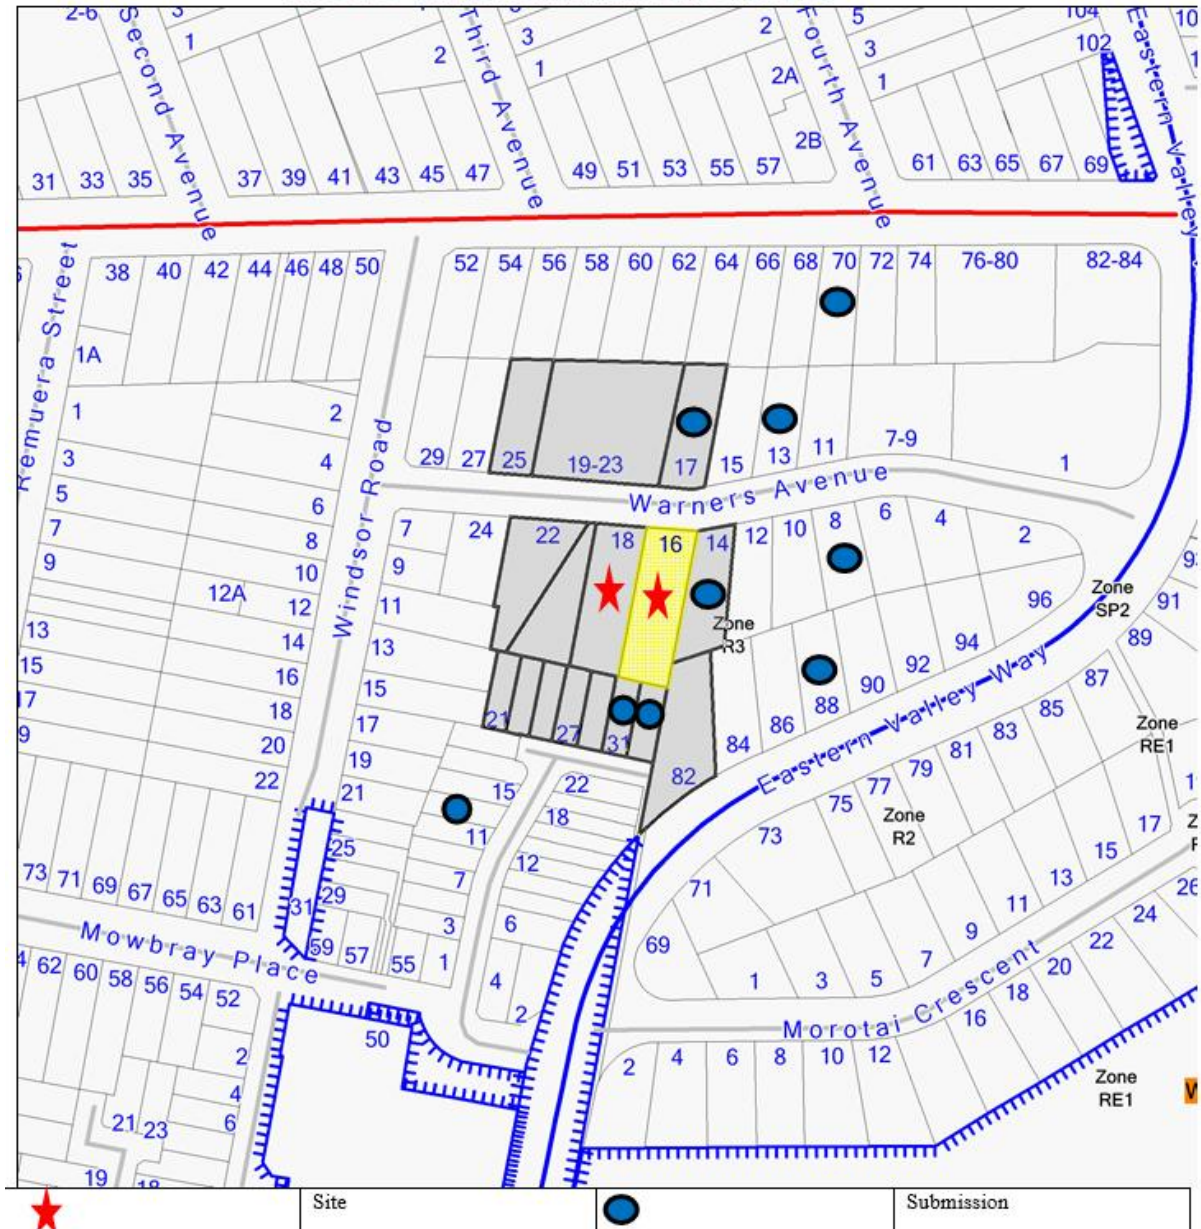 2-6
Second Avenue
3
1
2
Third Avenue
3
1
2
2A
2B
Fourth Avenue
5
3
1
104
102
Eastern Valley
10
31 33 35 37 39 41 43 45 47 49 51 53 55 57 61 63 65 67 69
Remuera Street
38 40 42 44 46 48 50 52 54 56 58 60 62 64 66 68 70 72 74 76-80 82-84
1A
1
3
5
7
9
13
15
17
9
2
4
6
8
10
12A
12
14
16
18
20
22
Windsor Road
29 27 25 19-23 17 15 13 11 7-9 1
Warners Avenue
7
9
11
13
15
17
19
21
25
29
31
24 22 18 16 14 12 10 8 6 4 2
Zone
R3
96
94
92
90
88
86
84
82
Zone
SP2
93
91
89
87
85
83
81
79
77
75
73
71
69
Eastern Valley Way
Zone
RE1
Zone
R2
21 27 31
22
18
12
6
4
2
15
11
7
3
1
73 71 69 67 65 63 61
59 57 55
Mowbray Place
62 60 58 56 54 52
2
4
6
50
21 23
19 18
1 3 5 7 9 11 13 15 17
Morotai Crescent
2 4 6 8 10 12 16 18 20 22 24 26
Zone
RE1
Site
Submission